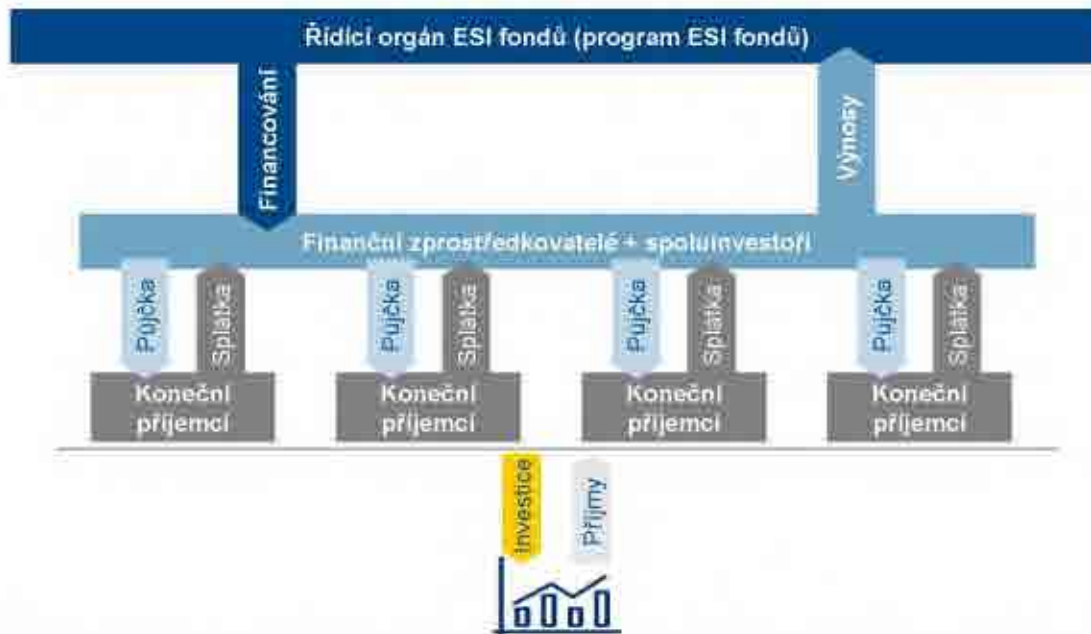 Řídicí orgán ESI fondů (program ESI fondů)
Financování
Výnosy
Finanční zprostředkovatelé + spoluinvestoři
Půjčka
Splátka
Půjčka
Splátka
Půjčka
Splátka
Půjčka
Splátka
Koneční
příjemci
Koneční
příjemci
Koneční
příjemci
Koneční
příjemci
Investice
Příjmy